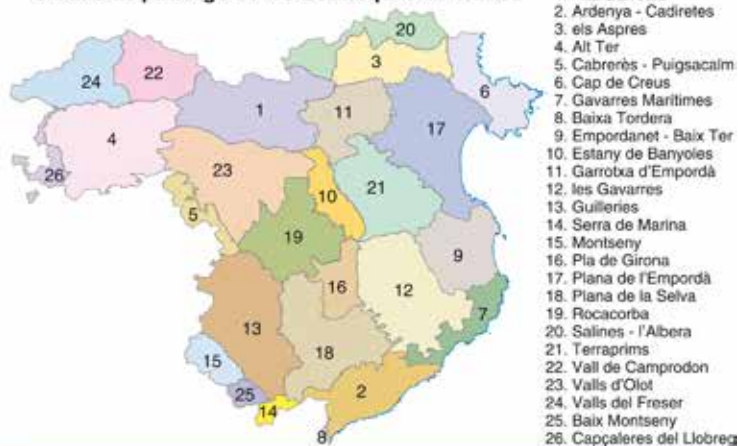 2. Ardenya - Cadiretes
3. els Aspres
4. Alt Ter
5. Cabrerès - Puigsacalm
6. Cap de Creus
7. Gavarres Marítimes
8. Baixa Tordera
9. Empordanet - Baix Ter
10. Estany de Banyoles
11. Garrotxa d'Empordà
12. les Gavarres
13. Guilleries
14. Serra de Marina
15. Montseny
16. Pla de Girona
17. Plana de l'Empordà
18. Plana de la Selva
19. Rocacorba
20. Salines - l'Albera
21. Terraprims
22. Vall de Camprodon
23. Valls d'Olot
24. Valls del Freser
25. Baix Montseny
26. Capçaleres del Llobreg
20
3
22
24
6
1
11
17
4
26
23
21
10
5
19
9
16
12
7
13
18
15
2
25
14
8